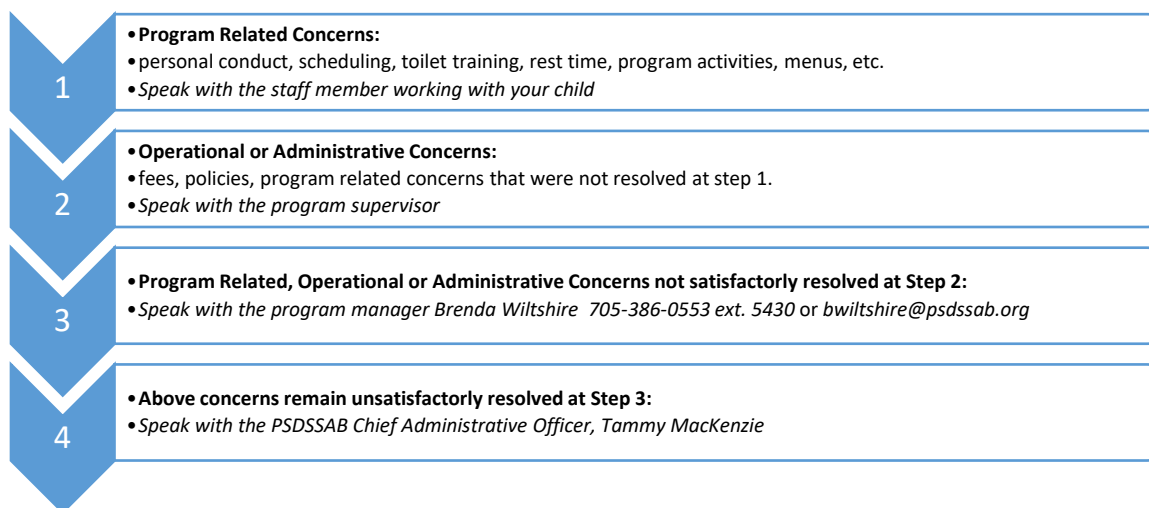 1
•Program Related Concerns:
•personal conduct, scheduling, toilet training, rest time, program activities, menus, etc.
•Speak with the staff member working with your child
2
•Operational or Administrative Concerns:
•fees, policies, program related concerns that were not resolved at step 1.
•Speak with the program supervisor
3
•Program Related, Operational or Administrative Concerns not satisfactorily resolved at Step 2:
•Speak with the program manager Brenda Wiltshire 705-386-0553 ext. 5430 or bwiltshire@psdssab.org
4
•Above concerns remain unsatisfactorily resolved at Step 3:
•Speak with the PSDSSAB Chief Administrative Officer, Tammy MacKenzie